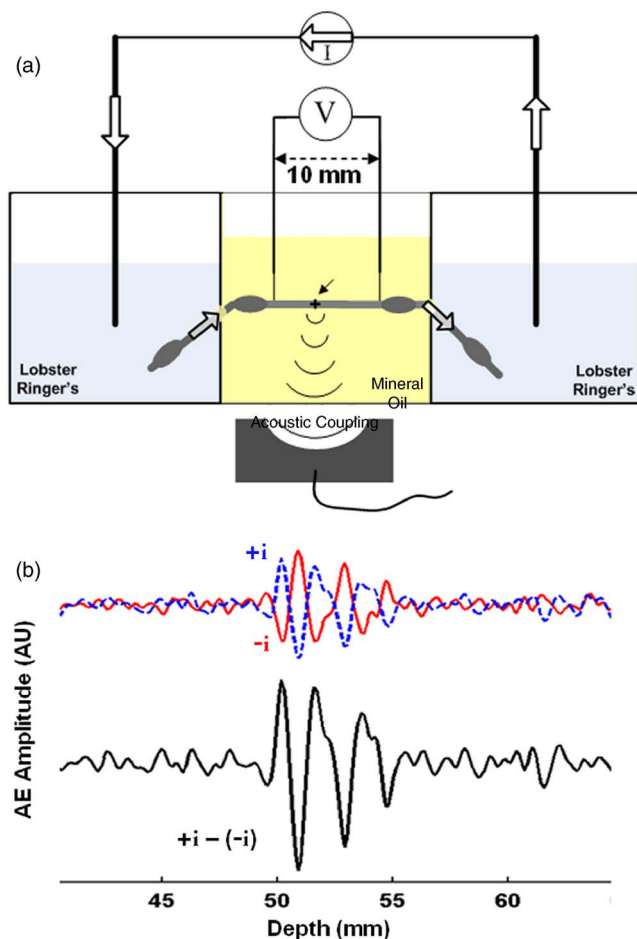 (a)
I
V
10 mm
Lobster
Ringer's
Mineral
Oil
Lobster
Ringer's
Acoustic Coupling
(b)
+i
-i
AE Amplitude (AU)
+i – (-i)
45 50 55 60
Depth (mm)